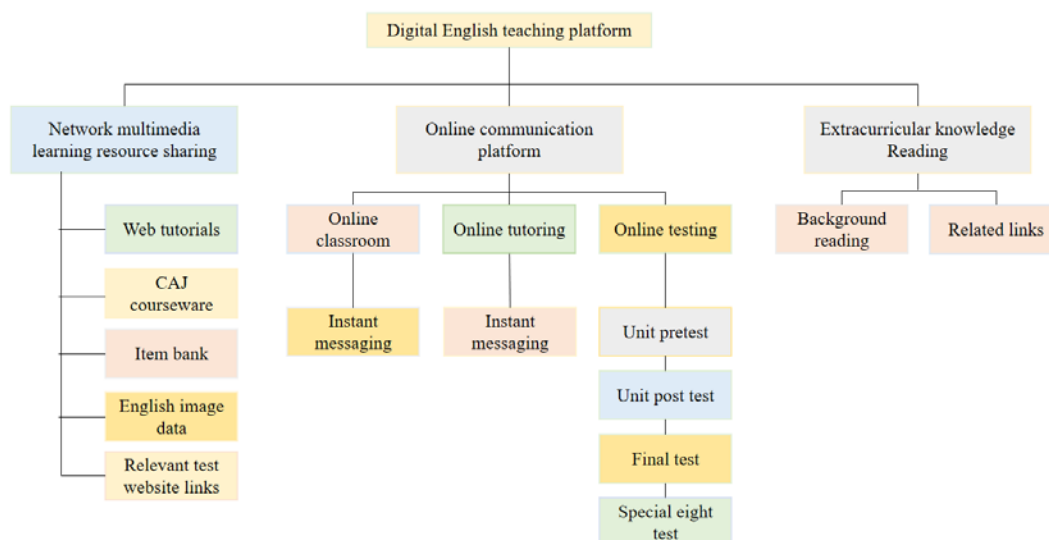 Digital English teaching platform
Network multimedia
learning resource sharing
Online communication
platform
Extracurricular knowledge
Reading
Web tutorials
CAJ
courseware
Item bank
English image
data
Relevant test
website links
Online
classroom
Online tutoring
Online testing
Instant
messaging
Instant
messaging
Unit pretest
Unit post test
Final test
Special eight
test
Background
reading
Related links